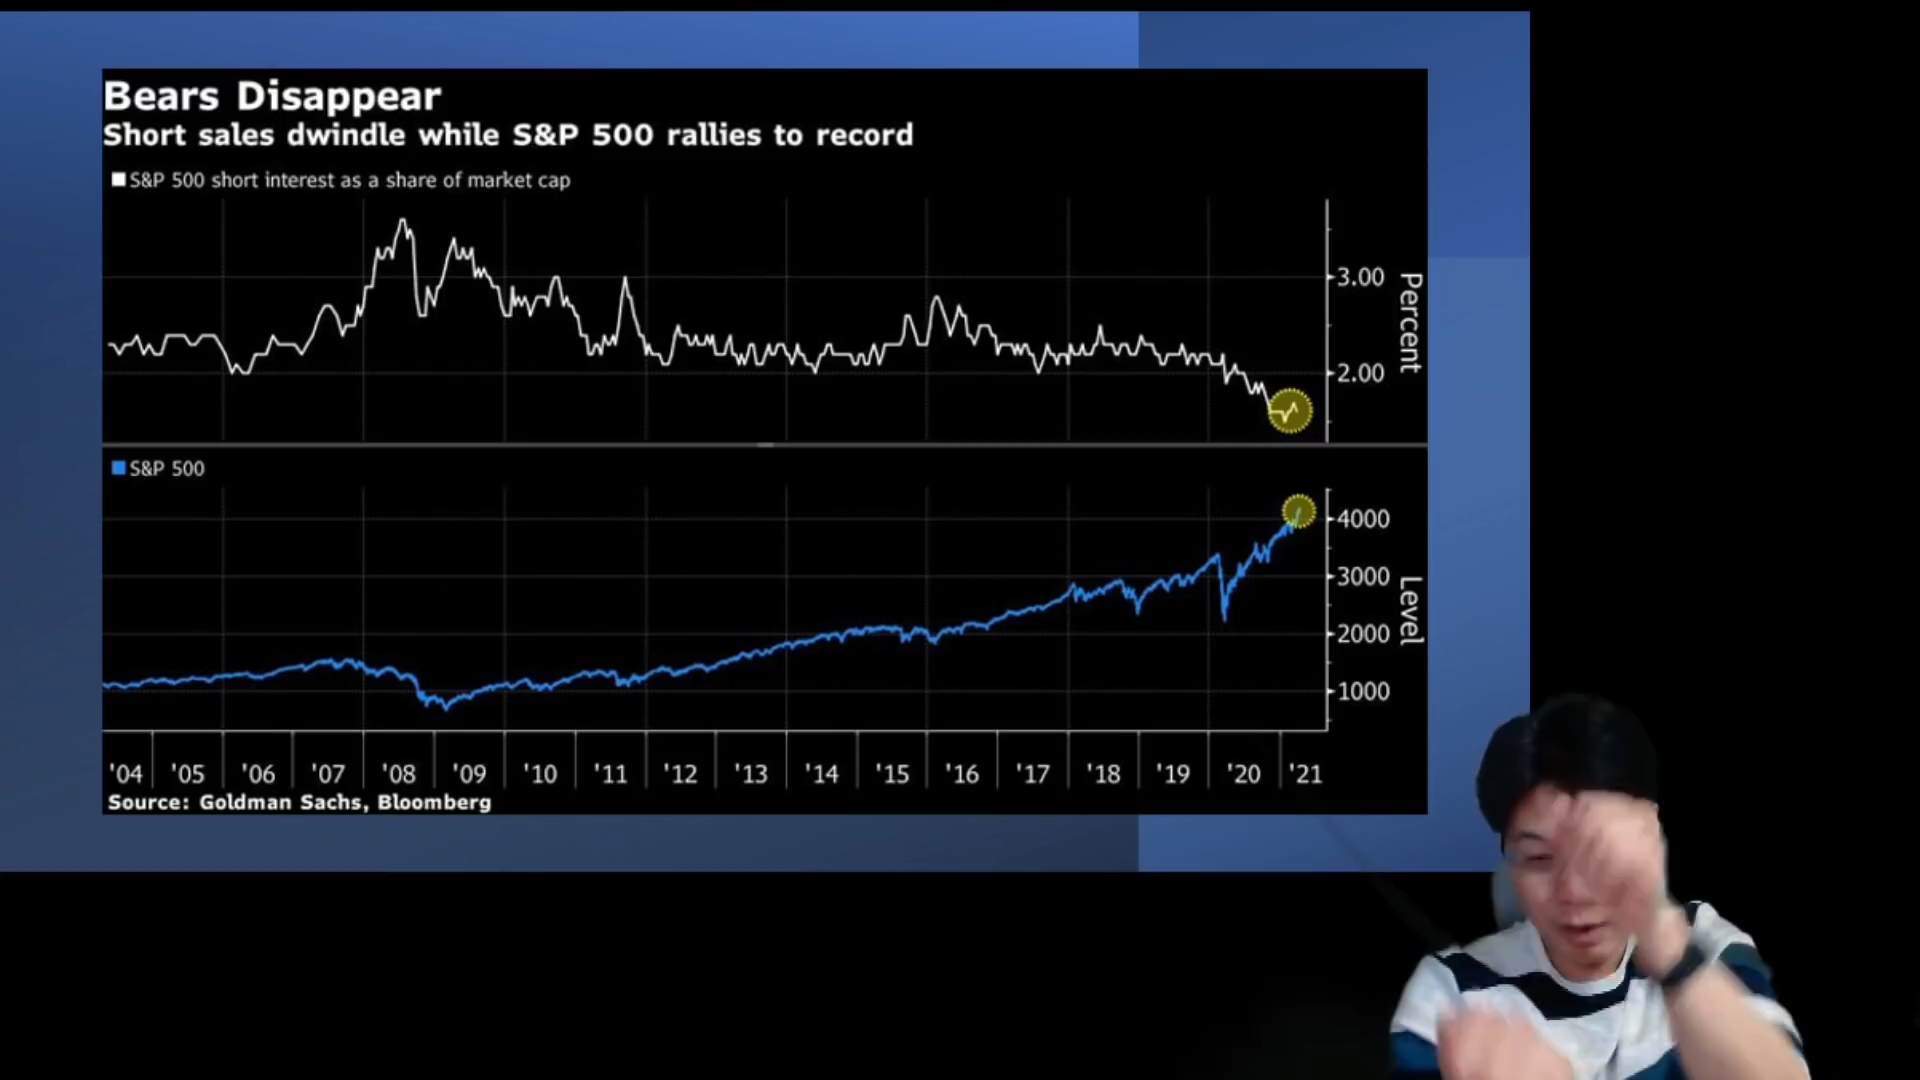 Bears Disappear
Short sales dwindle while S&P 500 rallies to record
S&P 500 short interest as a share of market cap
3.00
2.00
Percent
S&P 500
4000
3000
2000
1000
Level
'04 '05 '06 '07 '08 '09 '10 '11 '12 '13 '14 '15 '16 '17 '18 '19 '20 '21
Source: Goldman Sachs, Bloomberg